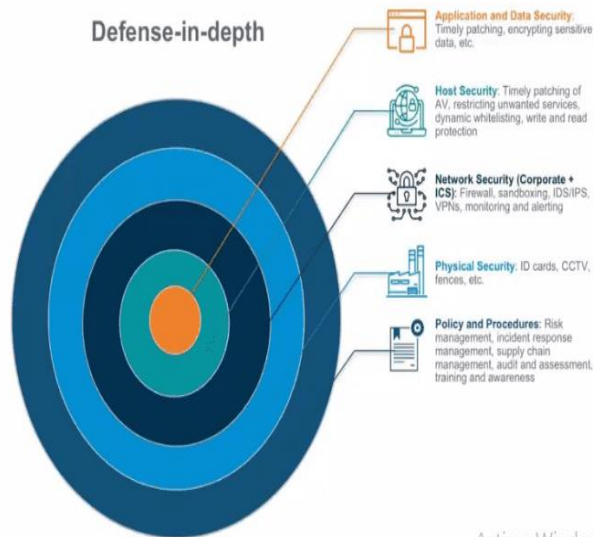 Defense-in-depth
Application and Data Security:
Timely patching, encrypting sensitive
data, etc.
Host Security: Timely patching of
AV, restricting unwanted services,
dynamic whitelisting, write and read
protection
Network Security (Corporate +
ICS): Firewall, sandboxing, IDS/IPS,
VPNs, monitoring and alerting
Physical Security: ID cards, CCTV,
fences, etc.
Policy and Procedures: Risk
management, incident response
management, supply chain
management, audit and assessment,
training and awareness